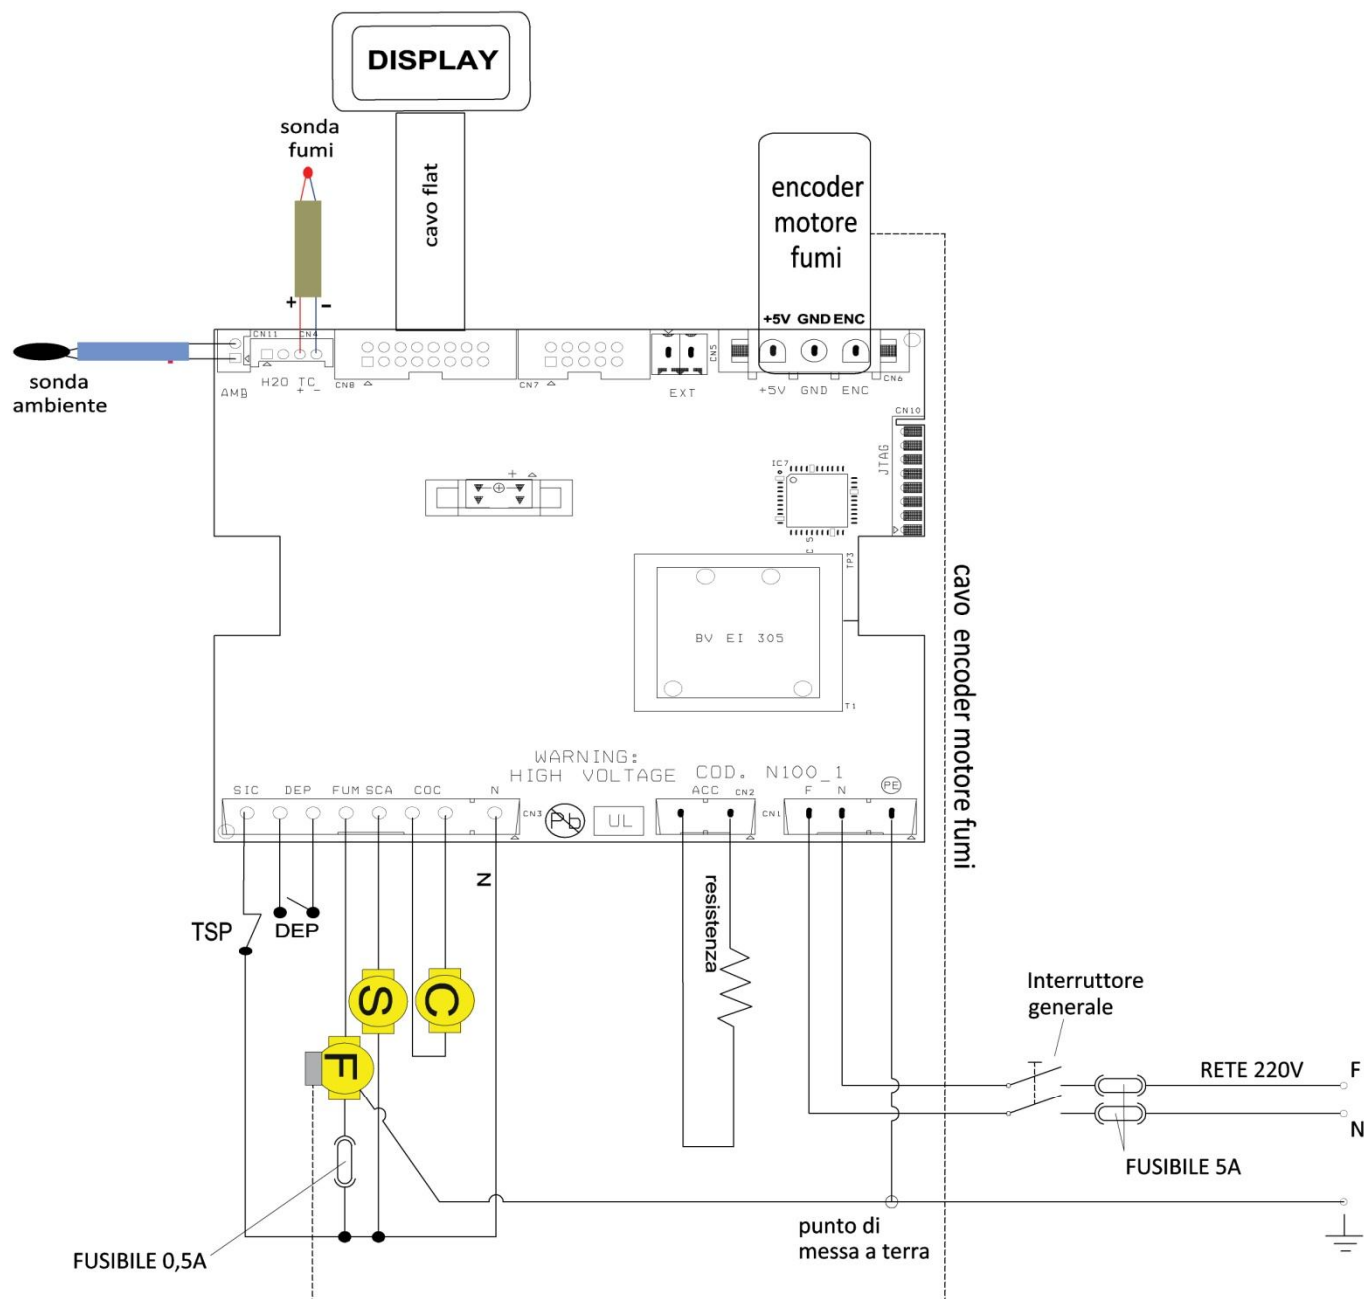 DISPLAY
sonda
fumi
cavo flat
encoder
motore
fumi
+5V GND ENC
+ -
CN11 CN4
sonda
ambiente
AMB
H2O TC
+ -
CN8
CN7
EXT
CN5
+5V GND ENC
CN6
CN10
JTAG
IC7
+
C 5
TP3
BV EI 305
T1
cavo encoder motore fumi
WARNING:
HIGH VOLTAGE COD. N100_1
SIC DEP FUM SCA COC N
CN3
Pb
UL
ACC CN2
CN1
F N PE
N
TSP
DEP
resistenza
S
C
F
Interruttore
generale
RETE 220V
F
N
FUSIBILE 5A
punto di
messa a terra
FUSIBILE 0,5A